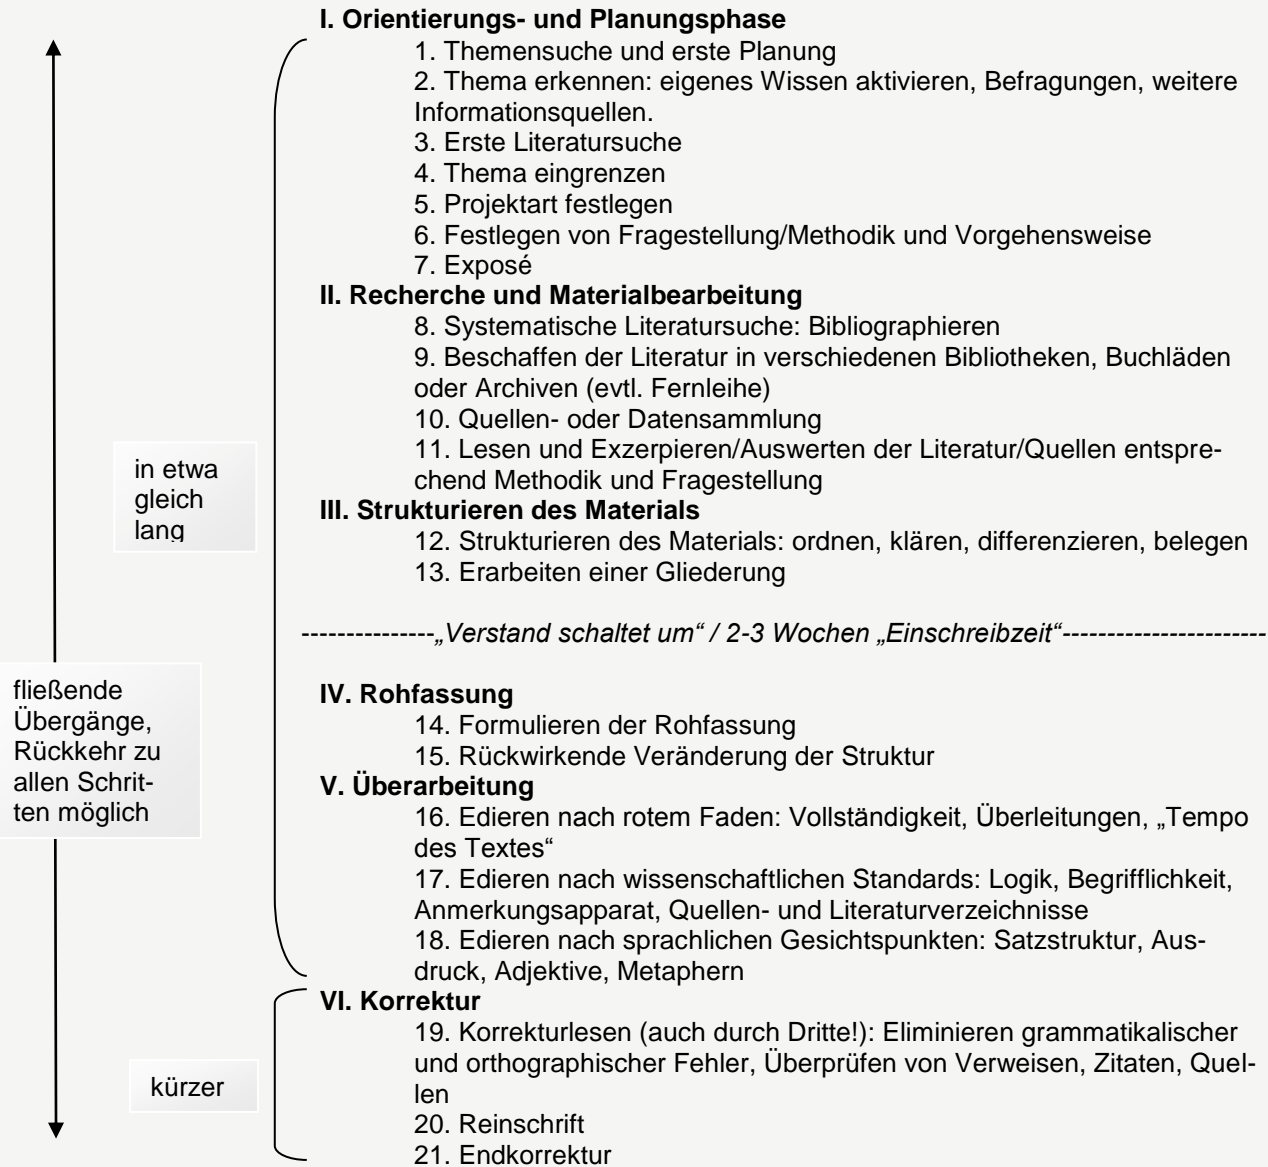 I. Orientierungs- und Planungsphase
1. Themensuche und erste Planung
2. Thema erkennen: eigenes Wissen aktivieren, Befragungen, weitere
Informationsquellen.
3. Erste Literatursuche
4. Thema eingrenzen
5. Projektart festlegen
6. Festlegen von Fragestellung/Methodik und Vorgehensweise
7. Exposé
II. Recherche und Materialbearbeitung
8. Systematische Literatursuche: Bibliographieren
9. Beschaffen der Literatur in verschiedenen Bibliotheken, Buchläden
oder Archiven (evtl. Fernleihe)
10. Quellen- oder Datensammlung
11. Lesen und Exzerpieren/Auswerten der Literatur/Quellen entspre-
chend Methodik und Fragestellung
III. Strukturieren des Materials
12. Strukturieren des Materials: ordnen, klären, differenzieren, belegen
13. Erarbeiten einer Gliederung
---------------„Verstand schaltet um“ / 2-3 Wochen „Einschreibzeit“-----------------------
IV. Rohfassung
14. Formulieren der Rohfassung
15. Rückwirkende Veränderung der Struktur
V. Überarbeitung
16. Edieren nach rotem Faden: Vollständigkeit, Überleitungen, „Tempo
des Textes“
17. Edieren nach wissenschaftlichen Standards: Logik, Begrifflichkeit,
Anmerkungsapparat, Quellen- und Literaturverzeichnisse
18. Edieren nach sprachlichen Gesichtspunkten: Satzstruktur, Aus-
druck, Adjektive, Metaphern
VI. Korrektur
19. Korrekturlesen (auch durch Dritte!): Eliminieren grammatikalischer
und orthographischer Fehler, Überprüfen von Verweisen, Zitaten, Quel-
len
20. Reinschrift
21. Endkorrektur
in etwa
gleich
lang
fließende
Übergänge,
Rückkehr zu
allen Schrit-
ten möglich
kürzer